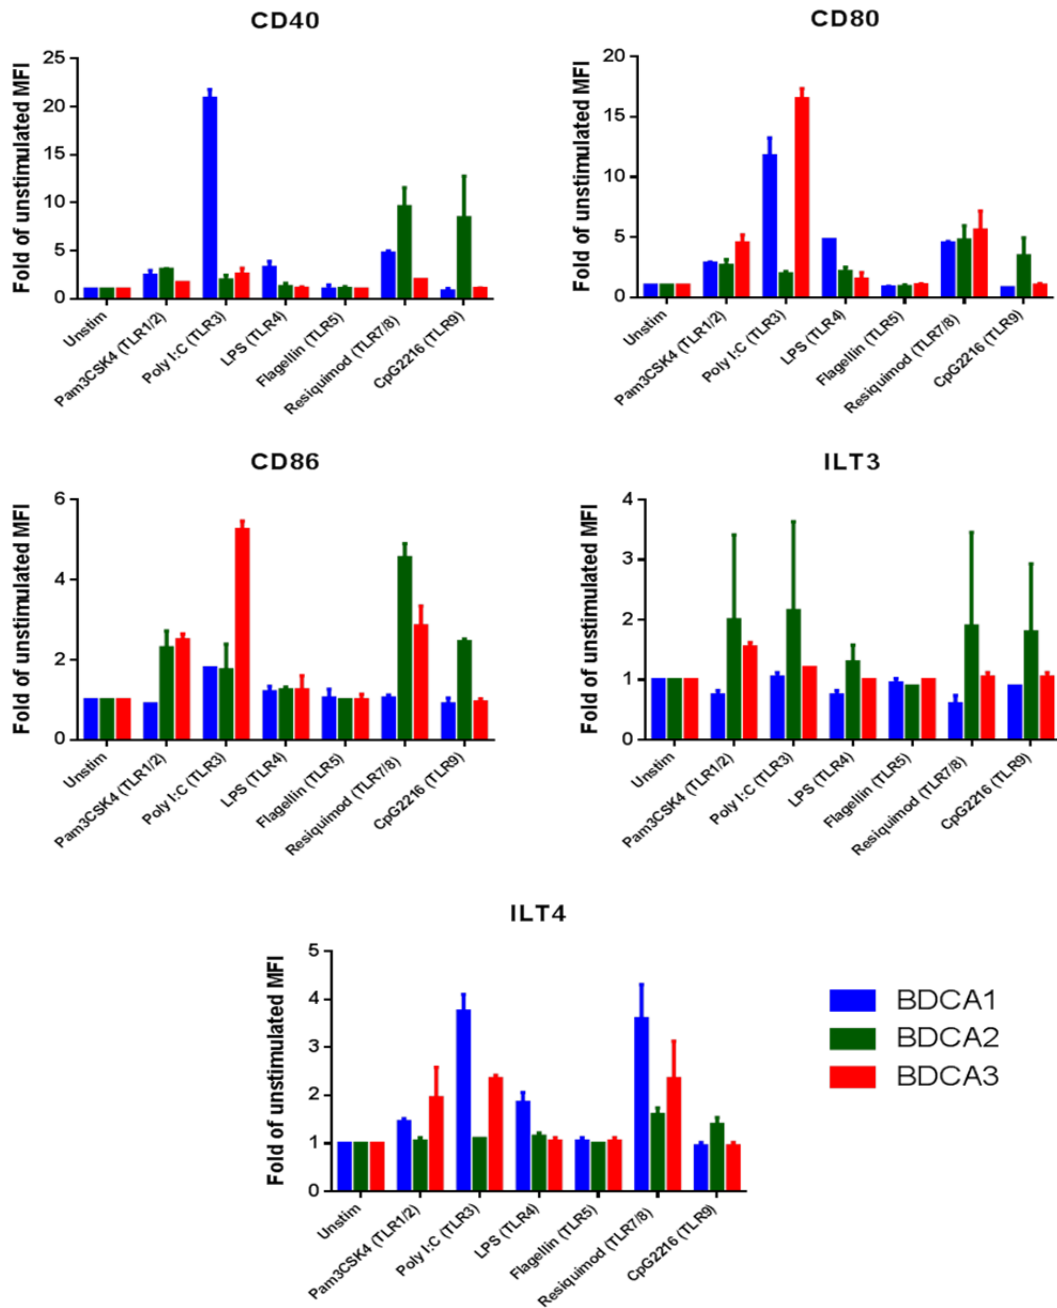 CD40
Fold of unstimulated MFI
25
20
15
10
5
0
Unstim
Pam3CSK4 (TLR1/2)
Poly I:C (TLR3)
LPS (TLR4)
Flagellin (TLR5)
Resiquimod (TLR7/8)
CpG2216 (TLR9)
CD80
Fold of unstimulated MFI
20
15
10
5
0
Unstim
Pam3CSK4 (TLR1/2)
Poly I:C (TLR3)
LPS (TLR4)
Flagellin (TLR5)
Resiquimod (TLR7/8)
CpG2216 (TLR9)
CD86
Fold of unstimulated MFI
6
4
2
0
Unstim
Pam3CSK4 (TLR1/2)
Poly I:C (TLR3)
LPS (TLR4)
Flagellin (TLR5)
Resiquimod (TLR7/8)
CpG2216 (TLR9)
ILT3
Fold of unstimulated MFI
4
3
2
1
0
Unstim
Pam3CSK4 (TLR1/2)
Poly I:C (TLR3)
LPS (TLR4)
Flagellin (TLR5)
Resiquimod (TLR7/8)
CpG2216 (TLR9)
ILT4
Fold of unstimulated MFI
5
4
3
2
1
0
Unstim
Pam3CSK4 (TLR1/2)
Poly I:C (TLR3)
LPS (TLR4)
Flagellin (TLR5)
Resiquimod (TLR7/8)
CpG2216 (TLR9)
BDCA1
BDCA2
BDCA3